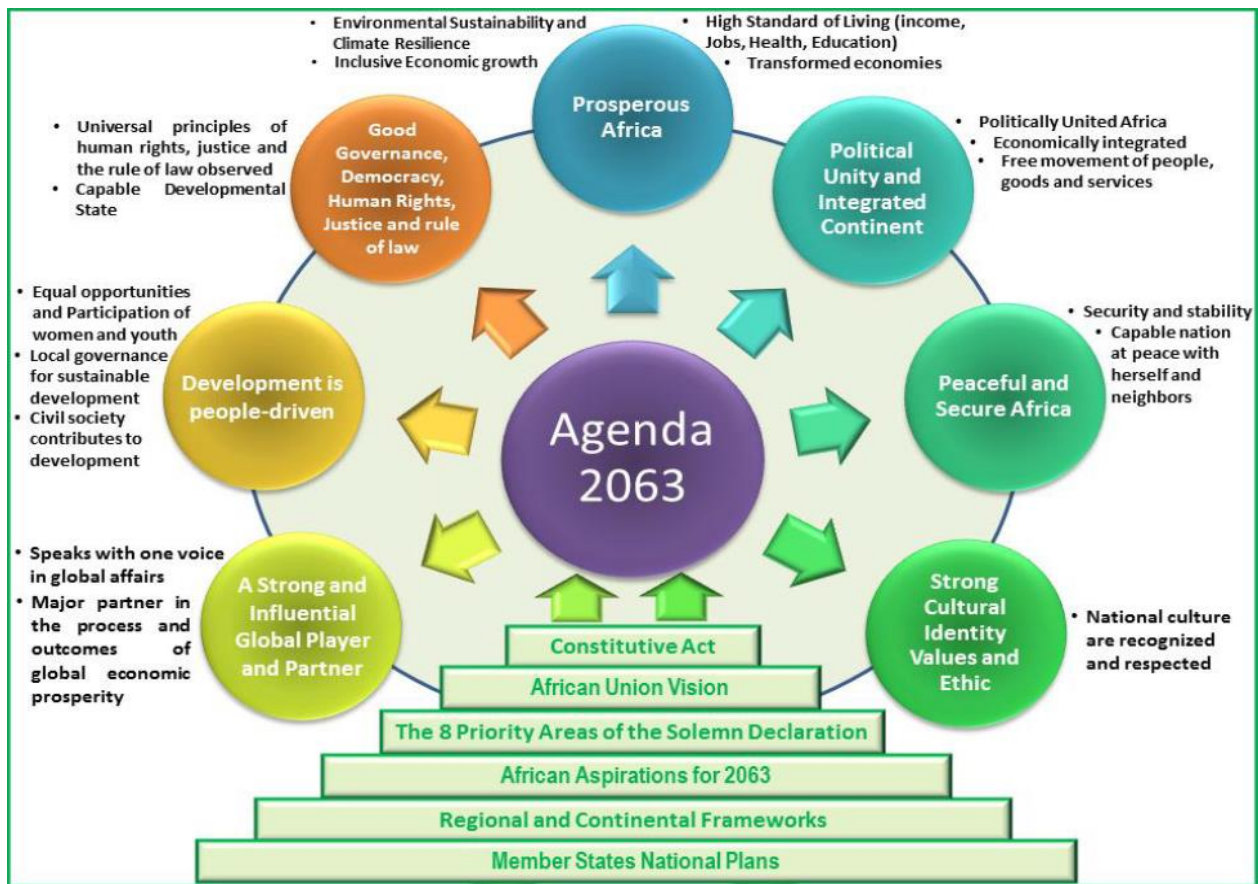 • Environmental Sustainability and
Climate Resilience
• Inclusive Economic growth
• High Standard of Living (income,
Jobs, Health, Education)
• Transformed economies
Prosperous
Africa
• Universal principles of
human rights, justice and
the rule of law observed
• Capable Developmental
State
Good
Governance,
Democracy,
Human Rights,
Justice and rule
of law
Political
Unity and
Integrated
Continent
• Politically United Africa
• Economically integrated
• Free movement of people,
goods and services
• Equal opportunities
and Participation of
women and youth
• Local governance
for sustainable
development
• Civil society
contributes to
development
Development is
people-driven
Agenda
2063
Peaceful and
Secure Africa
• Security and stability
• Capable nation
at peace with
herself and
neighbors
• Speaks with one voice
in global affairs
• Major partner in
the process and
outcomes of
global economic
prosperity
A Strong and
Influential
Global Player
and Partner
Strong
Cultural
Identity
Values and
Ethic
• National culture
are recognized
and respected
Constitutive Act
African Union Vision
The 8 Priority Areas of the Solemn Declaration
African Aspirations for 2063
Regional and Continental Frameworks
Member States National Plans